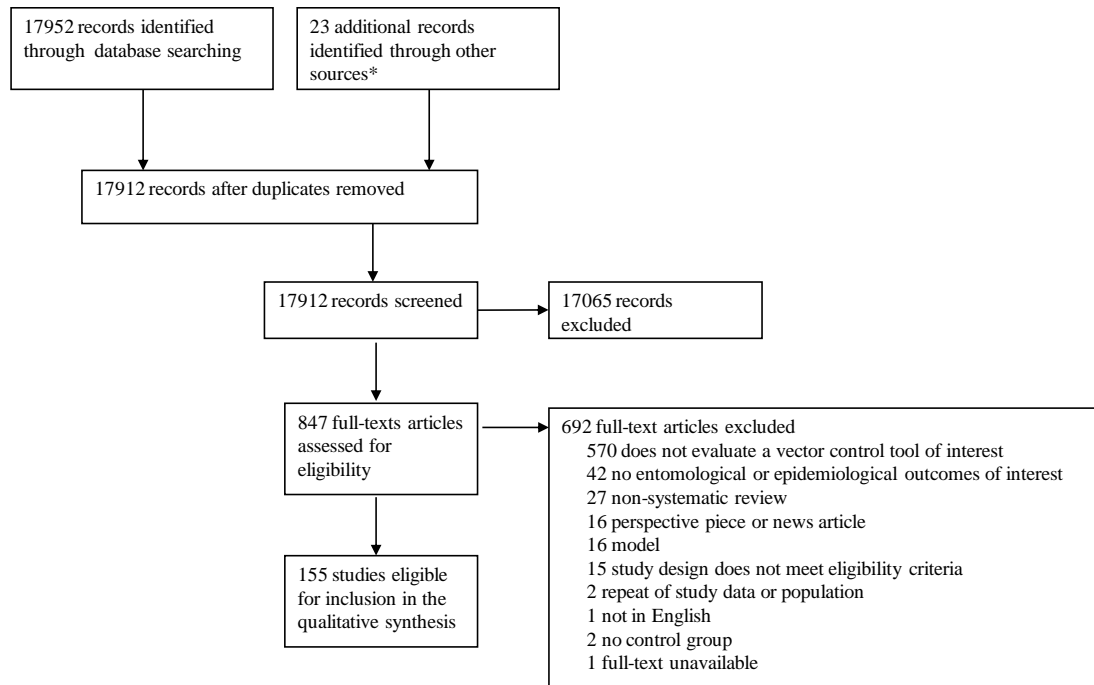 17952 records identified
through database searching
23 additional records
identified through other
sources*
17912 records after duplicates removed
17912 records screened
17065 records
excluded
847 full-texts articles
assessed for
eligibility
692 full-text articles excluded
570 does not evaluate a vector control tool of interest
42 no entomological or epidemiological outcomes of interest
27 non-systematic review
16 perspective piece or news article
16 model
15 study design does not meet eligibility criteria
2 repeat of study data or population
1 not in English
2 no control group
1 full-text unavailable
155 studies eligible
for inclusion in the
qualitative synthesis